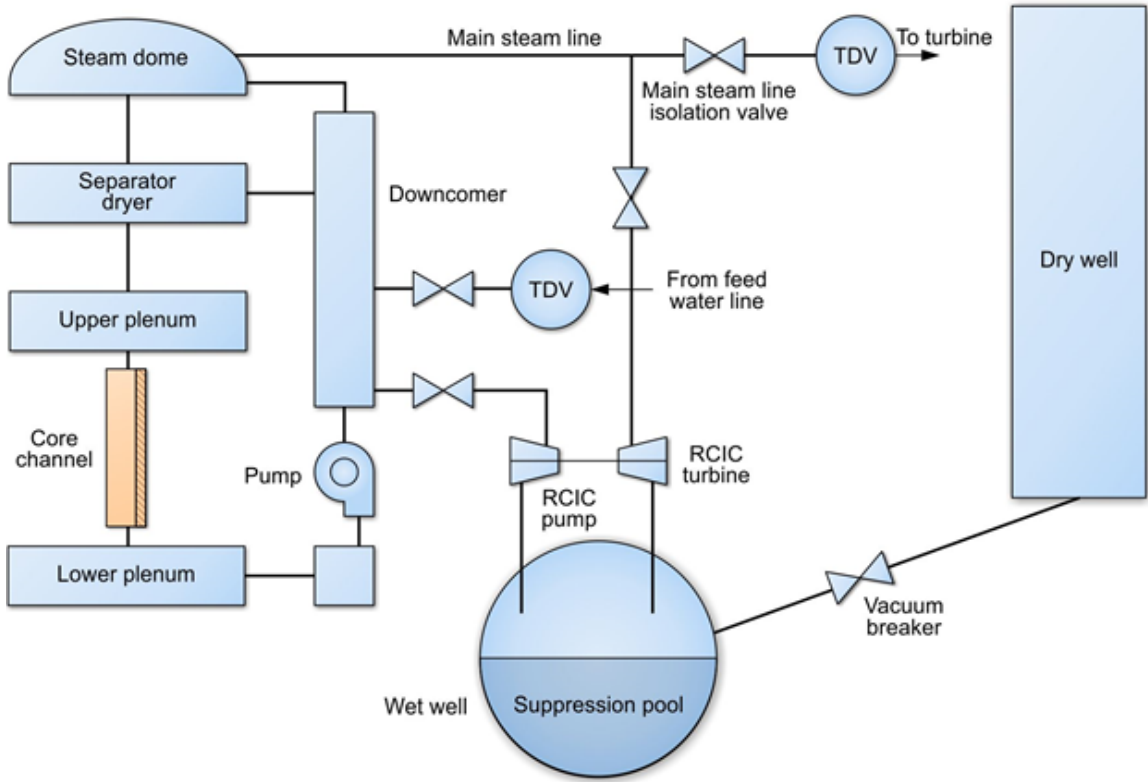 Main steam line
To turbine
Steam dome
TDV
Main steam line
isolation valve
Separator
dryer
Downcomer
Dry well
TDV
From feed
water line
Upper plenum
Core
channel
Pump
RCIC
turbine
RCIC
pump
Lower plenum
Vacuum
breaker
Wet well
Suppression pool